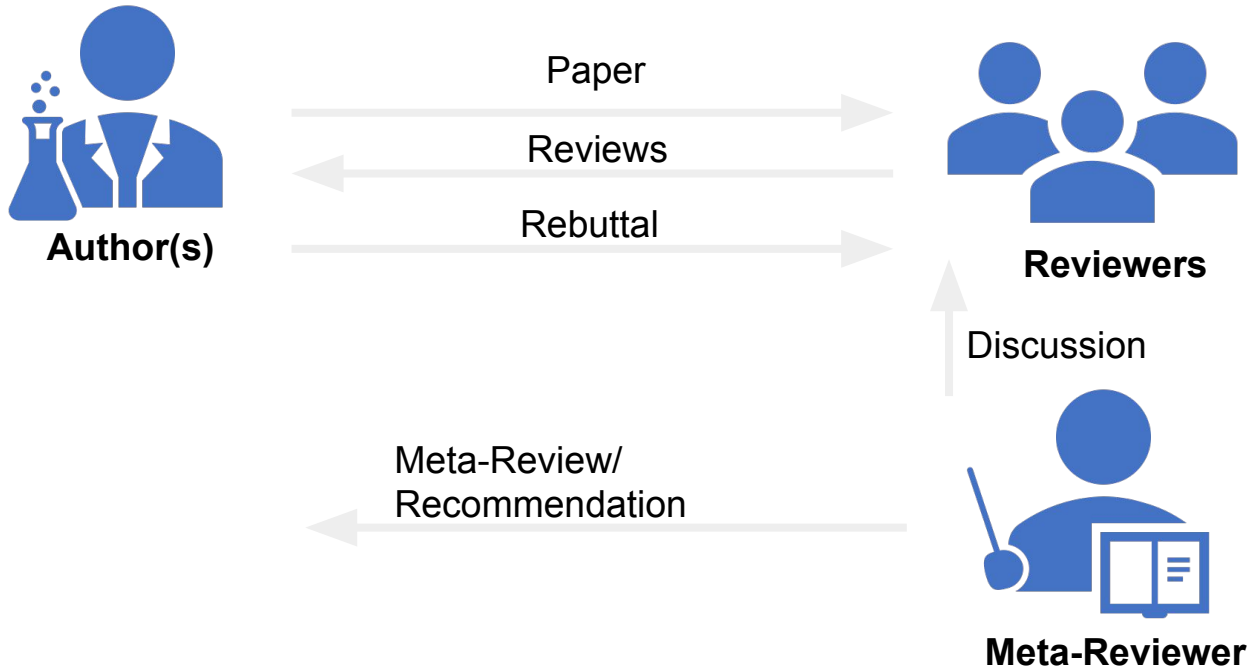 Paper
Reviews
Rebuttal
Author(s)
Reviewers
Discussion
Meta-Review/
Recommendation
Meta-Reviewer